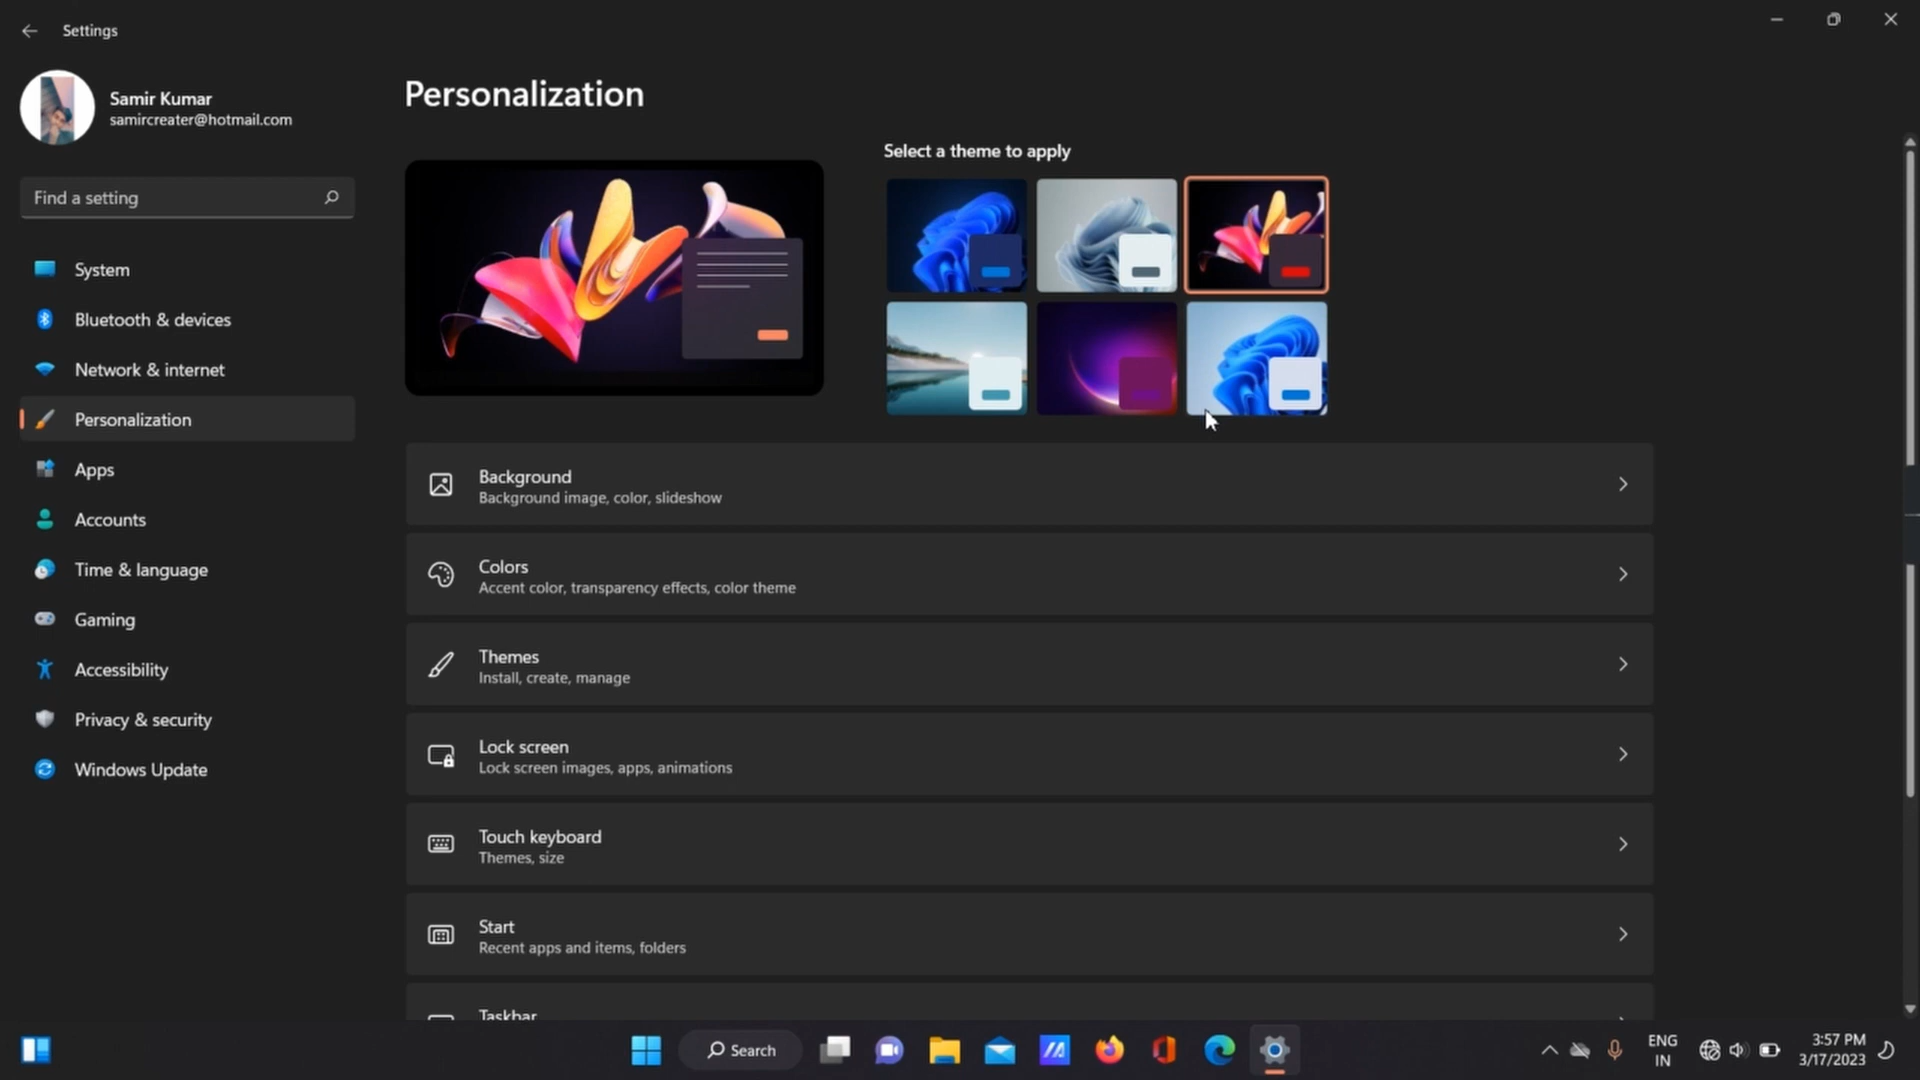 Settings
Samir Kumar
samircreater@hotmail.com
Find a setting
System
Bluetooth & devices
Network & internet
Personalization
Apps
Accounts
Time & language
Gaming
Accessibility
Privacy & security
Windows Update
Personalization
Select a theme to apply
Background
Background image, color, slideshow
Colors
Accent color, transparency effects, color theme
Themes
Install, create, manage
Lock screen
Lock screen images, apps, animations
Touch keyboard
Themes, size
Start
Recent apps and items, folders
Taskbar
Search
ENG
IN
3:57 PM
3/17/2023